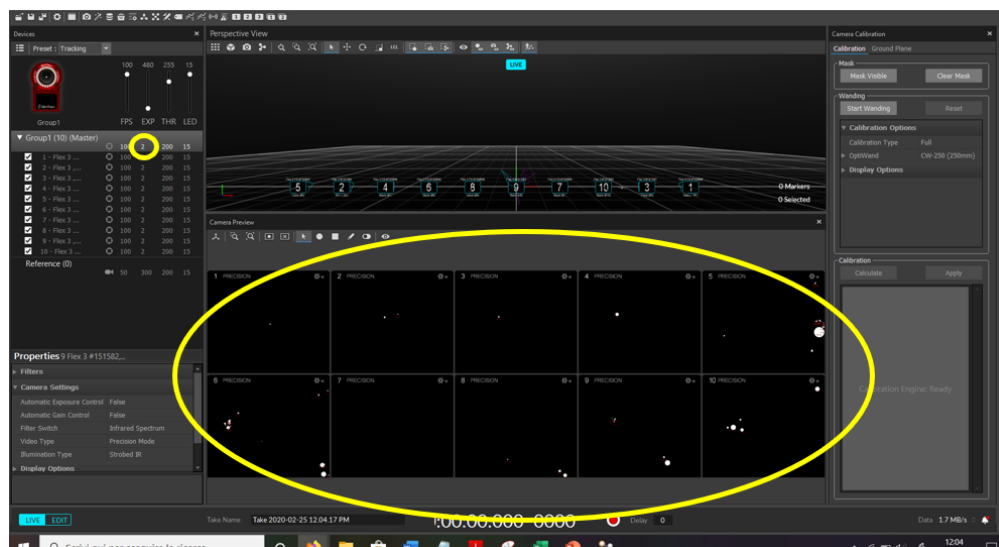 Devices
Perspective View
Camera Calibration
Preset : Tracking
LIVE
Calibration Ground Plane
100 480 255 15
Mask
Mask Visible Clear Mask
Wanding
Start Wanding Reset
Group1
FPS EXP THR LED
Calibration Options
Calibration Type Full
OptiWand CW-250 (250mm)
Display Options
Group1 (10) (Master)
100 2 200 15
1 - Flex 3 ... 100 2 200 15
2 - Flex 3 ,... 100 2 200 15
3 - Flex 3 ,... 100 2 200 15
4 - Flex 3 ... 100 2 200 15
5 - Flex 3 ... 100 2 200 15
6 - Flex 3 ... 100 2 200 15
7 - Flex 3 ... 100 2 200 15
8 - Flex 3 ... 100 2 200 15
9 - Flex 3 ,... 100 2 200 15
10 - Flex 3 ... 100 2 200 15
5 2 4 6 8 9 7 10 3 1
0 Markers
0 Selected
Reference (0)
50 300 200 15
Camera Preview
Calibration
Calculate Apply
1 PRECISION 2 PRECISION 3 PRECISION 4 PRECISION 5 PRECISION
6 PRECISION 7 PRECISION 8 PRECISION 9 PRECISION 10 PRECISION
Calibration Engine: Ready
Properties 9 Flex 3 #151582,...
Filters
Camera Settings
Automatic Exposure Control False
Automatic Gain Control False
Filter Switch Infrared Spectrum
Video Type Precision Mode
Illumination Type Strobed IR
Display Options
LIVE EDIT
Take Name: Take 2020-02-25 12.04.17 PM
Delay 0
Data 1.7 MB/s
12:04